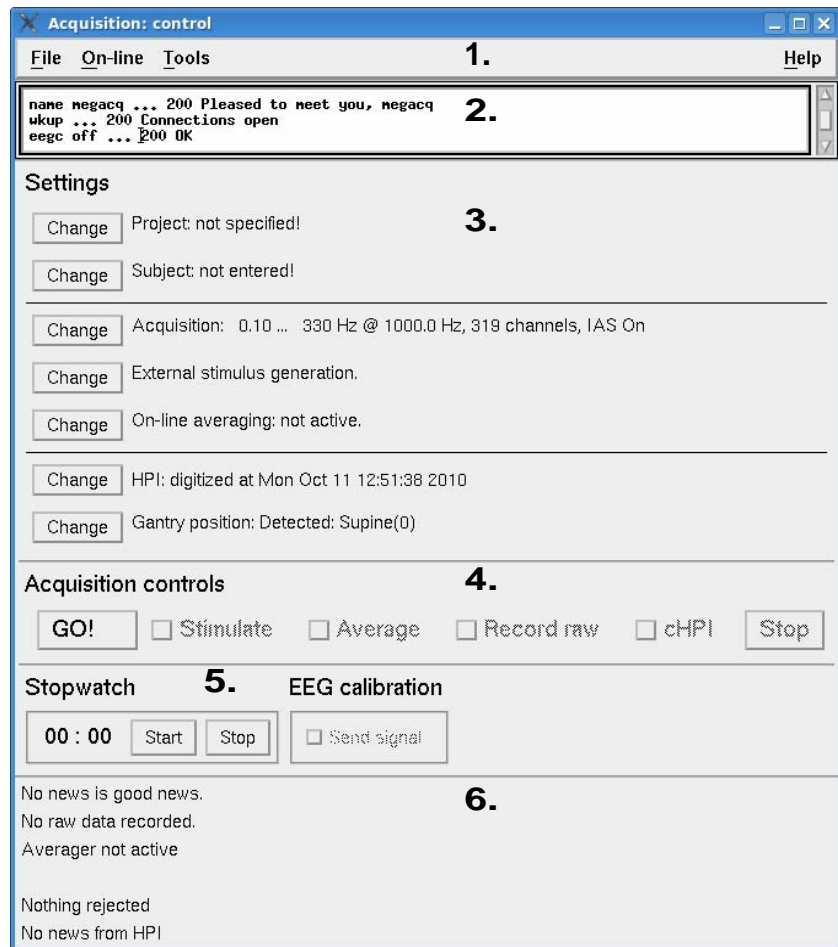 Acquisition: control
File On-line Tools 1. Help
name megacq ... 200 Pleased to meet you, megacq
2.
wkup ... 200 Connections open
eegc off ... 200 OK
Settings
3.
Change Project: not specified!
Change Subject: not entered!
Change Acquisition: 0.10 ... 330 Hz @ 1000.0 Hz, 319 channels, IAS On
Change External stimulus generation.
Change On-line averaging: not active.
Change HPI: digitized at Mon Oct 11 12:51:38 2010
Change Gantry position: Detected: Supine(0)
Acquisition controls 4.
GO! Stimulate Average Record raw cHPI Stop
Stopwatch 5. EEG calibration
00 : 00 Start Stop Send signal
No news is good news. 6.
No raw data recorded.
Averager not active
Nothing rejected
No news from HPI